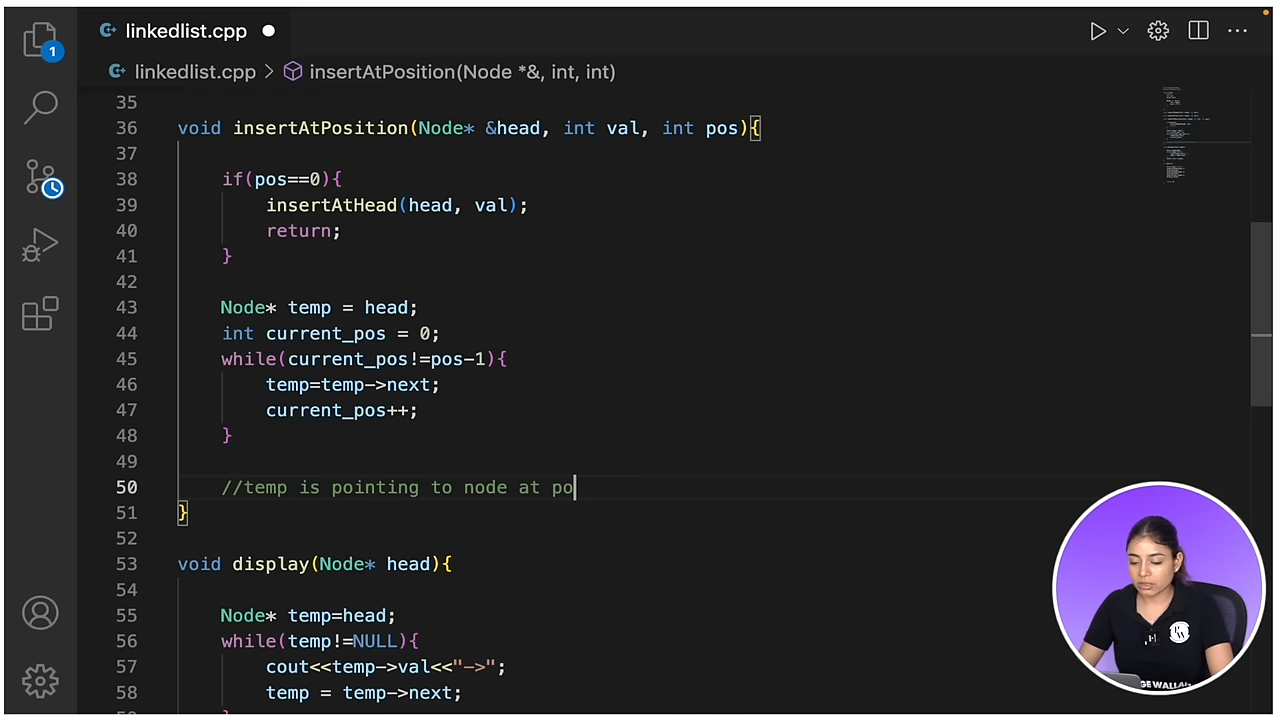 linkedlist.cpp
1
linkedlist.cpp > insertAtPosition(Node *&, int, int)
35
36 void insertAtPosition(Node* &head, int val, int pos){
37
38 if(pos==0){
39 insertAtHead(head, val);
40 return;
41 }
42
43 Node* temp = head;
44 int current_pos = 0;
45 while(current_pos!=pos-1){
46 temp=temp->next;
47 current_pos++;
48 }
49
50 //temp is pointing to node at po
51 }
52
53 void display(Node* head){
54
55 Node* temp=head;
56 while(temp!=NULL){
57 cout<<temp->val<<"->";
58 temp = temp->next;